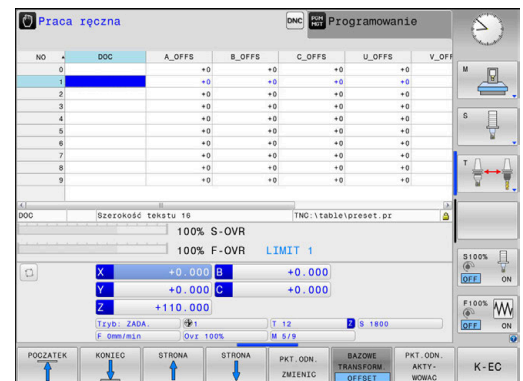 Praca ręczna DNC PGM MGT Programowanie
NO DOC A_OFFS B_OFFS C_OFFS U_OFFS V_OFF
0 +0 +0 +0 +0
1 +0 +0 +0 +0
2 +0 +0 +0 +0
3 +0 +0 +0 +0
4 +0 +0 +0 +0
5 +0 +0 +0 +0
6 +0 +0 +0 +0
7 +0 +0 +0 +0
8 +0 +0 +0 +0
9 +0 +0 +0 +0
DOC Szerokość tekstu 16 TNC:\table\preset.pr
100% S-OVR
100% F-OVR LIMIT 1
X +0.000 B +0.000
Y +0.000 C +0.000
Z +110.000
Tryb: ZADA. 1 T 12 Z S 1800
F 0mm/min Ovr 100% M 5/9
M
S
T
S100%
OFF ON
F100%
OFF ON
POCZĄTEK KONIEC STRONA STRONA PKT.ODN. ZMIENIC BAZOWE TRANSFORM. OFFSET PKT.ODN. AKTY- WOWAC K-EC